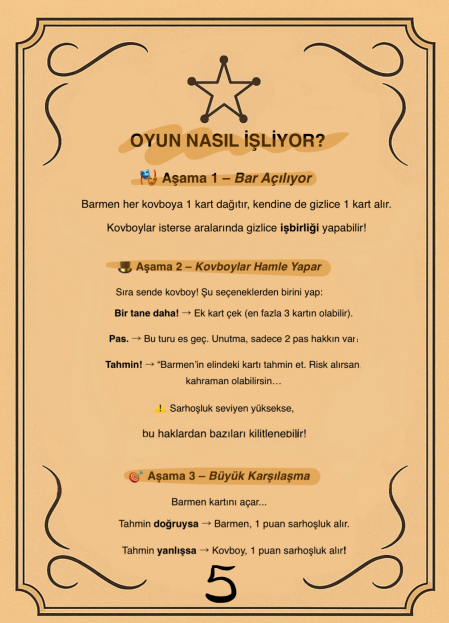 OYUN NASIL İŞLİYOR?
Aşama 1 – Bar Açılıyor
Barmen her kovboya 1 kart dağıtır, kendine de gizlice 1 kart alır.
Kovboylar isterse aralarında gizlice işbirliği yapabilir!
Aşama 2 – Kovboylar Hamle Yapar
Sıra sende kovboy! Şu seçeneklerden birini yap:
Bir tane daha! → Ek kart çek (en fazla 3 kartın olabilir).
Pas. → Bu turu es geç. Unutma, sadece 2 pas hakkın var.
Tahmin! → “Barmen’in elindeki kartı tahmin et. Risk alırsan
kahraman olabilirsin…
⚠️ Sarhoşluk seviyen yüksekse,
bu haklardan bazıları kilitlenebilir!
Aşama 3 – Büyük Karşılaşma
Barmen kartını açar...
Tahmin doğruysa → Barmen, 1 puan sarhoşluk alır.
Tahmin yanlışsa → Kovboy, 1 puan sarhoşluk alır!
5